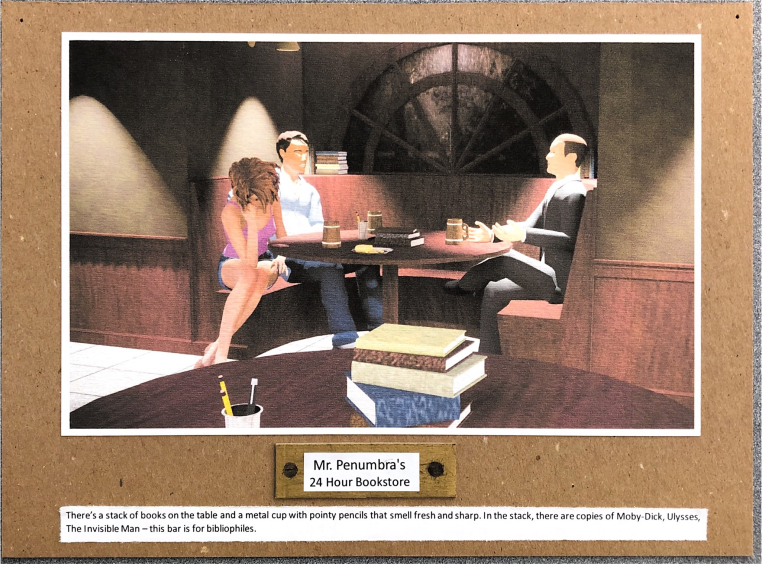 Mr. Penumbra's
24 Hour Bookstore
There's a stack of books on the table and a metal cup with pointy pencils that smell fresh and sharp. In the stack, there are copies of Moby-Dick, Ulysses,
The Invisible Man – this bar is for bibliophiles.